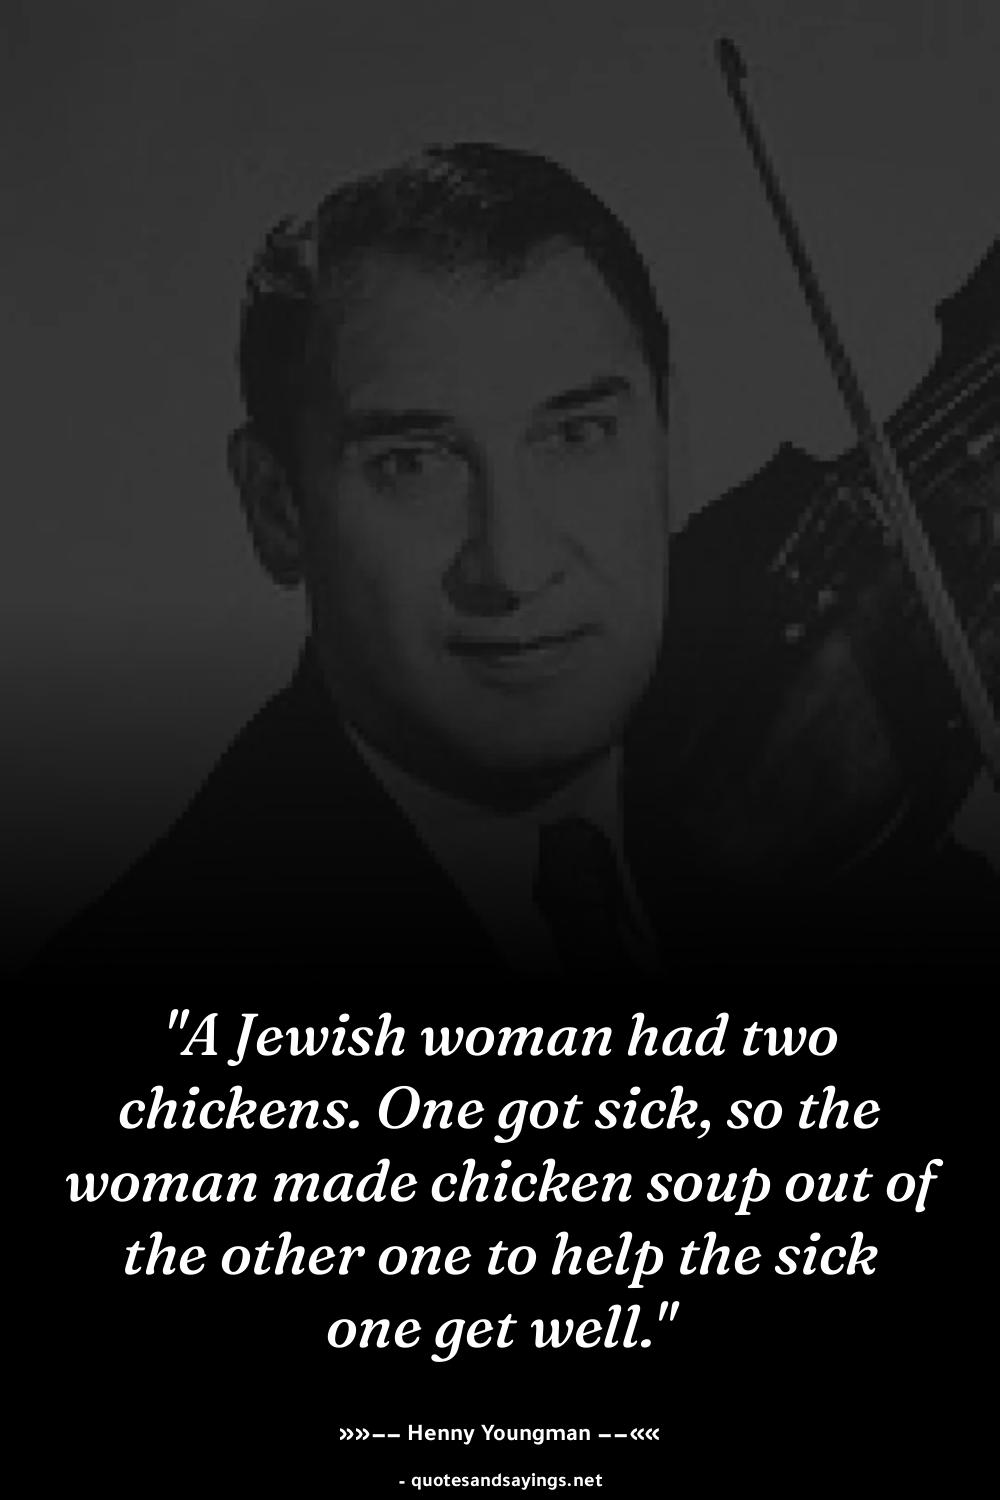 "A Jewish woman had two
chickens. One got sick, so the
woman made chicken soup out of
the other one to help the sick
one get well."
»»–– Henny Youngman ––««
- quotesandsayings.net